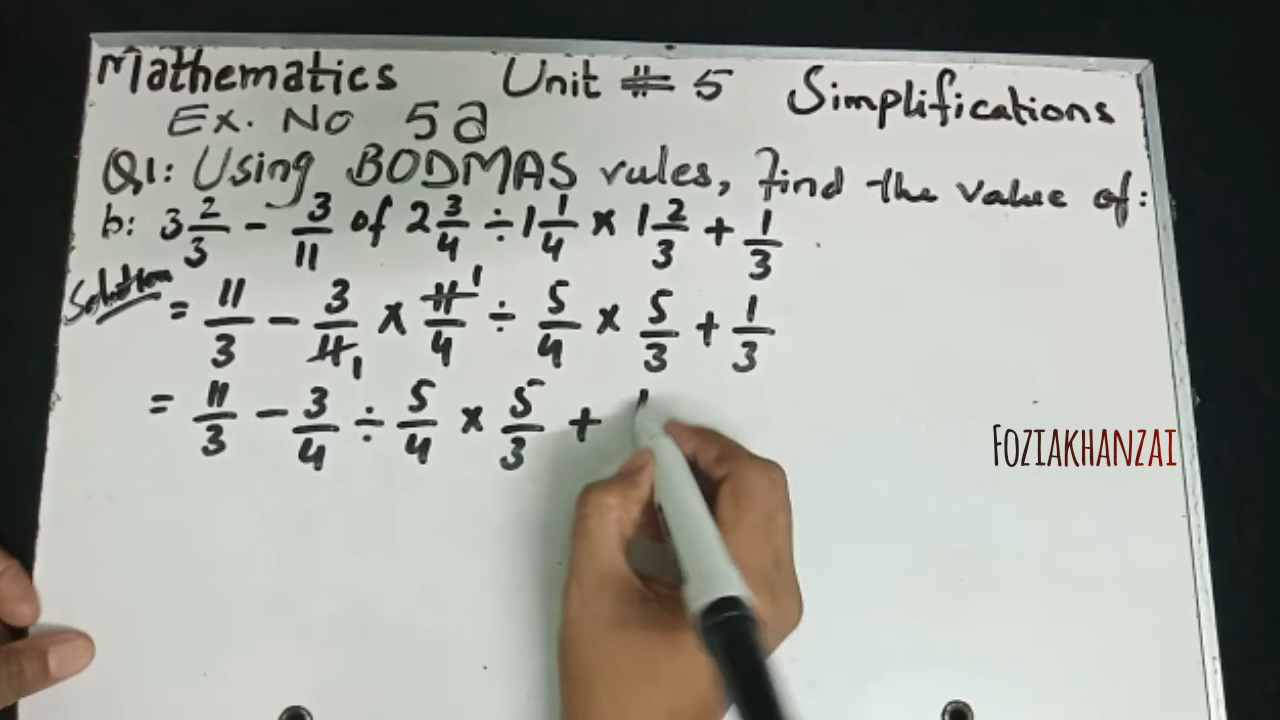 Mathematics Unit # 5 Simplifications
Ex. No 5a
Q1: Using BODMAS rules, find the value of:
b: 3 2/3 - 3/11 of 2 3/4 ÷ 1 1/4 × 1 2/3 + 1/3
Solution
= 11/3 - 3/11 1 × 11 1/4 ÷ 5/4 × 5/3 + 1/3
= 11/3 - 3/4 ÷ 5/4 × 5/3 +
FOZIAKHANZAI